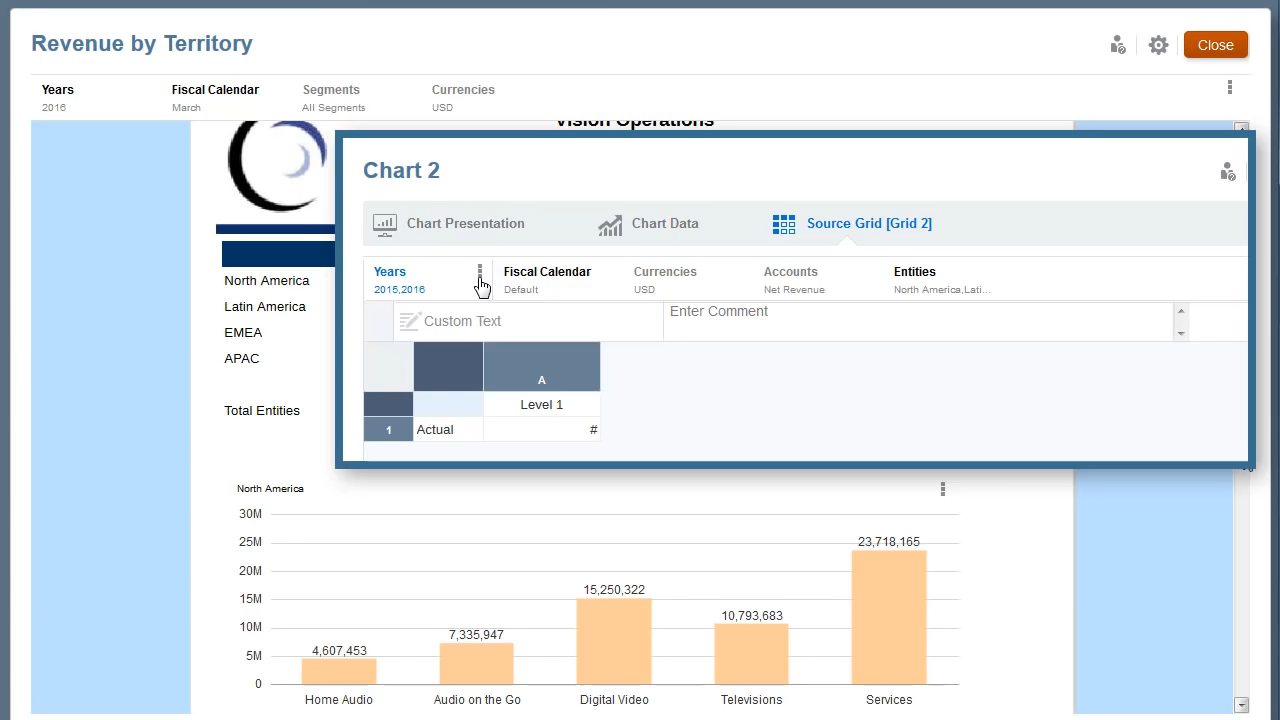 Revenue by Territory
Close
Years Fiscal Calendar Segments Currencies
2016 March All Segments USD
Vision Operations
Chart 2
Chart Presentation Chart Data Source Grid [Grid 2]
Years Fiscal Calendar Currencies Accounts Entities
2015,2016 Default USD Net Revenue North America,Lati...
Custom Text Enter Comment
A
Level 1
1 Actual #
North America
Latin America
EMEA
APAC
Total Entities
North America
30M
25M
20M
15M
10M
5M
0
4,607,453
7,335,947
15,250,322
10,793,683
23,718,165
Home Audio Audio on the Go Digital Video Televisions Services